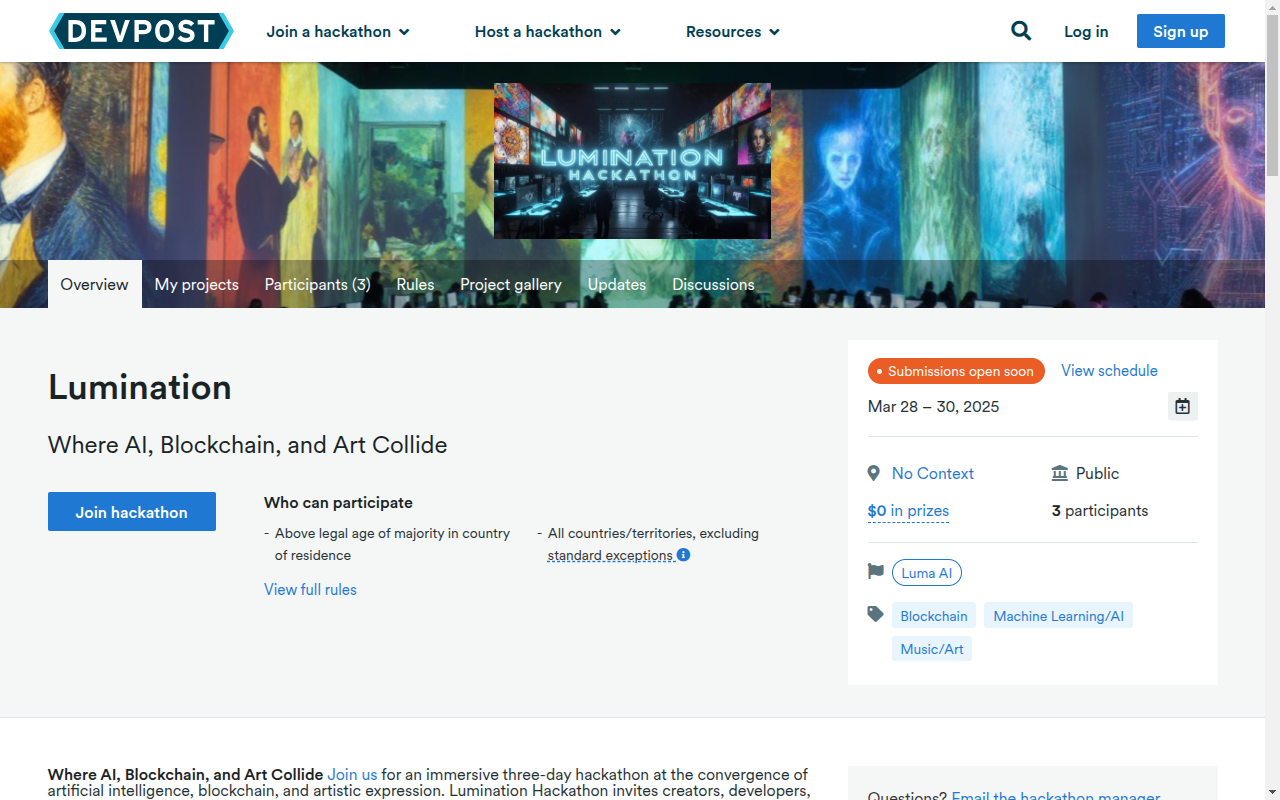 DEVPOST
Join a hackathon
Host a hackathon
Resources
Log in
Sign up
LUMINATION
HACKATHON
Overview
My projects
Participants (3)
Rules
Project gallery
Updates
Discussions
Lumination
Where AI, Blockchain, and Art Collide
Join hackathon
Who can participate
- Above legal age of majority in country
of residence
- All countries/territories, excluding
standard exceptions
View full rules
Submissions open soon
View schedule
Mar 28 – 30, 2025
No Context
Public
$0 in prizes
3 participants
Luma AI
Blockchain
Machine Learning/AI
Music/Art
Where AI, Blockchain, and Art Collide Join us for an immersive three-day hackathon at the convergence of
artificial intelligence, blockchain, and artistic expression. Lumination Hackathon invites creators, developers,
Questions? Email the hackathon manager